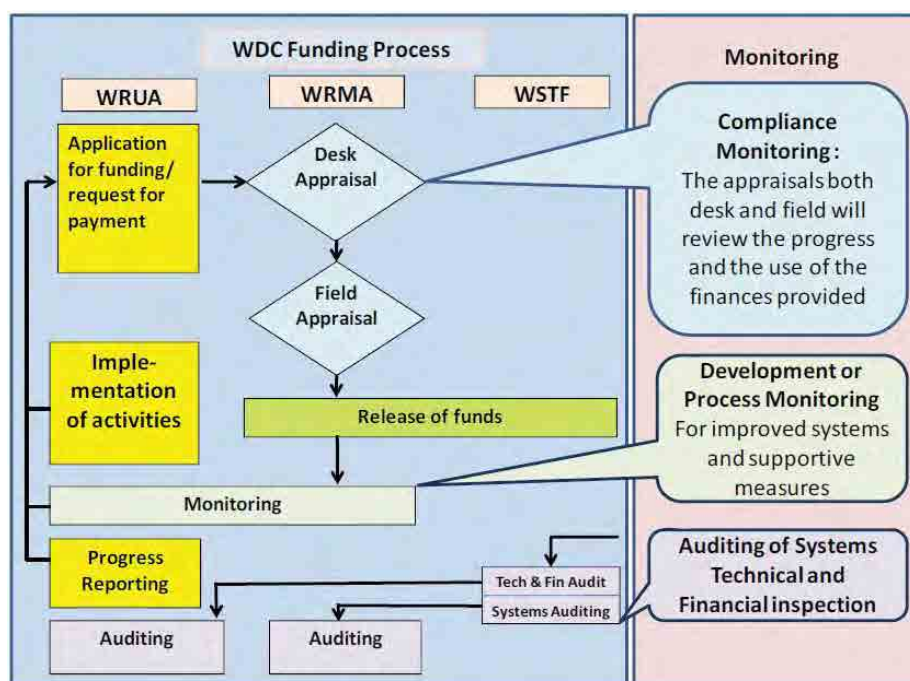 WDC Funding Process
WRUA
WRMA
WSTF
Application
for funding/
request for
payment
Desk
Appraisal
Field
Appraisal
Imple-
mentation
of activities
Release of funds
Monitoring
Progress
Reporting
Tech & Fin Audit
Systems Auditing
Auditing
Auditing
Monitoring
Compliance
Monitoring :
The appraisals both
desk and field will
review the progress
and the use of the
finances provided
Development or
Process Monitoring
For improved systems
and supportive
measures
Auditing of Systems
Technical and
Financial inspection